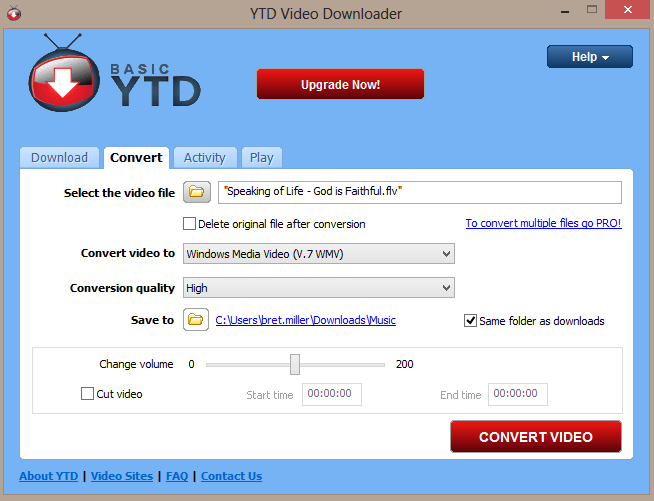 YTD Video Downloader
BASIC
YTD
Upgrade Now!
Help
Download Convert Activity Play
Select the video file "Speaking of Life - God is Faithful.flv"
Delete original file after conversion To convert multiple files go PRO!
Convert video to Windows Media Video (V.7 WMV)
Conversion quality High
Save to C:\Users\bret.miller\Downloads\Music Same folder as downloads
Change volume 0 200
Cut video Start time 00:00:00 End time 00:00:00
CONVERT VIDEO
About YTD | Video Sites | FAQ | Contact Us